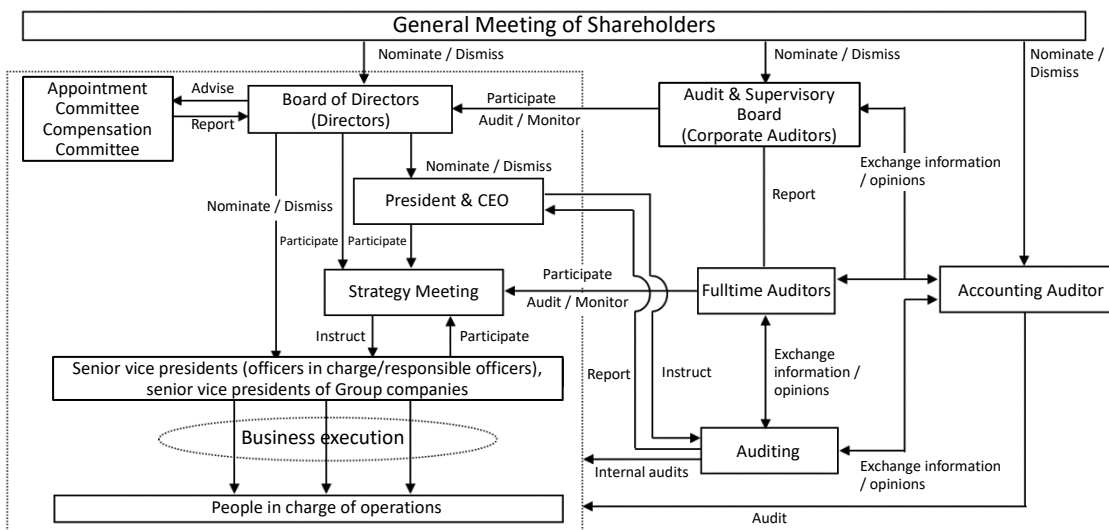 General Meeting of Shareholders
Nominate / Dismiss
Nominate / Dismiss
Nominate /
Dismiss
Appointment
Committee
Compensation
Committee
Advise
Report
Board of Directors
(Directors)
Participate
Audit / Monitor
Audit & Supervisory
Board
(Corporate Auditors)
Exchange information
/ opinions
Nominate / Dismiss
President & CEO
Report
Nominate / Dismiss
Participate
Participate
Strategy Meeting
Participate
Audit / Monitor
Fulltime Auditors
Accounting Auditor
Instruct
Participate
Senior vice presidents (officers in charge/responsible officers),
senior vice presidents of Group companies
Report
Instruct
Exchange
information /
opinions
Business execution
Auditing
Internal audits
Exchange information
/ opinions
People in charge of operations
Audit